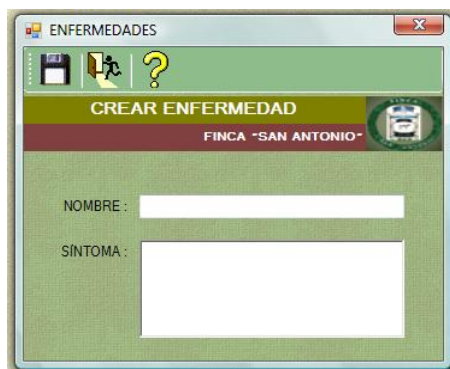 ENFERMEDADES
CREAR ENFERMEDAD
FINCA "SAN ANTONIO"
NOMBRE :
SÍNTOMA :